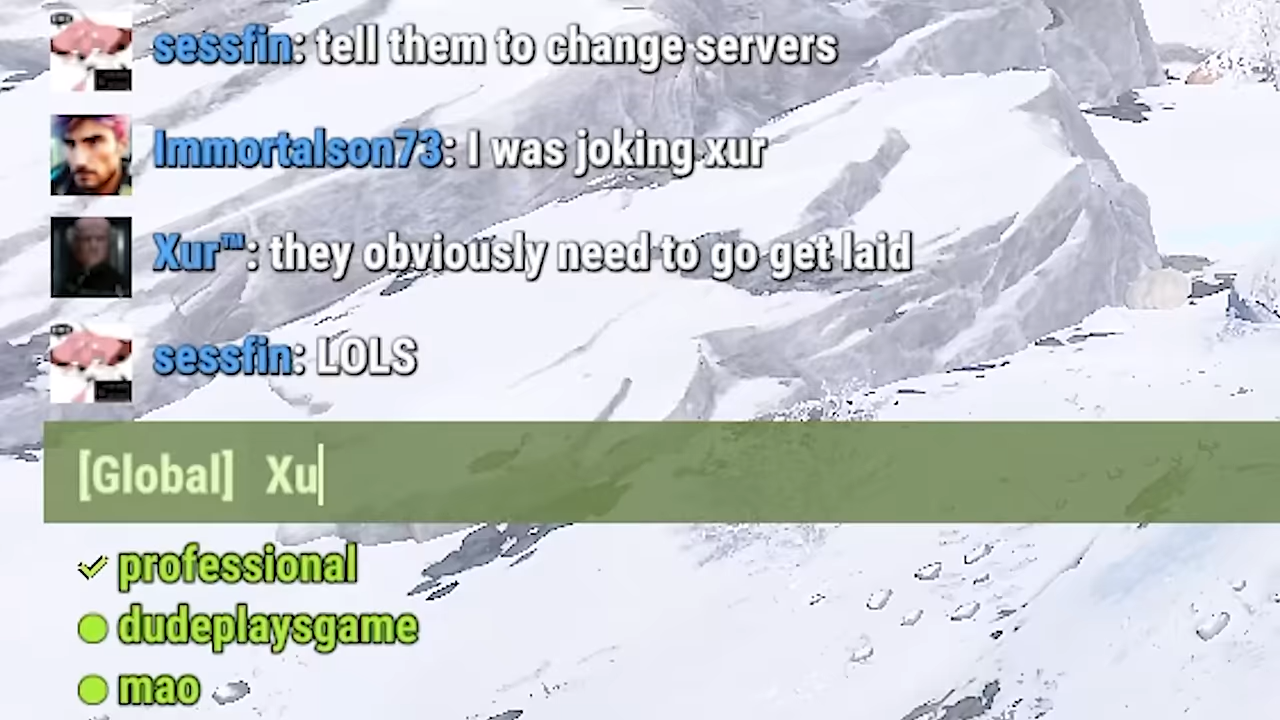 sessfin: tell them to change servers
Immortalson73: I was joking xur
Xur™: they obviously need to go get laid
sessfin: LOLS
[Global] Xu
professional
dudeplaysgame
mao